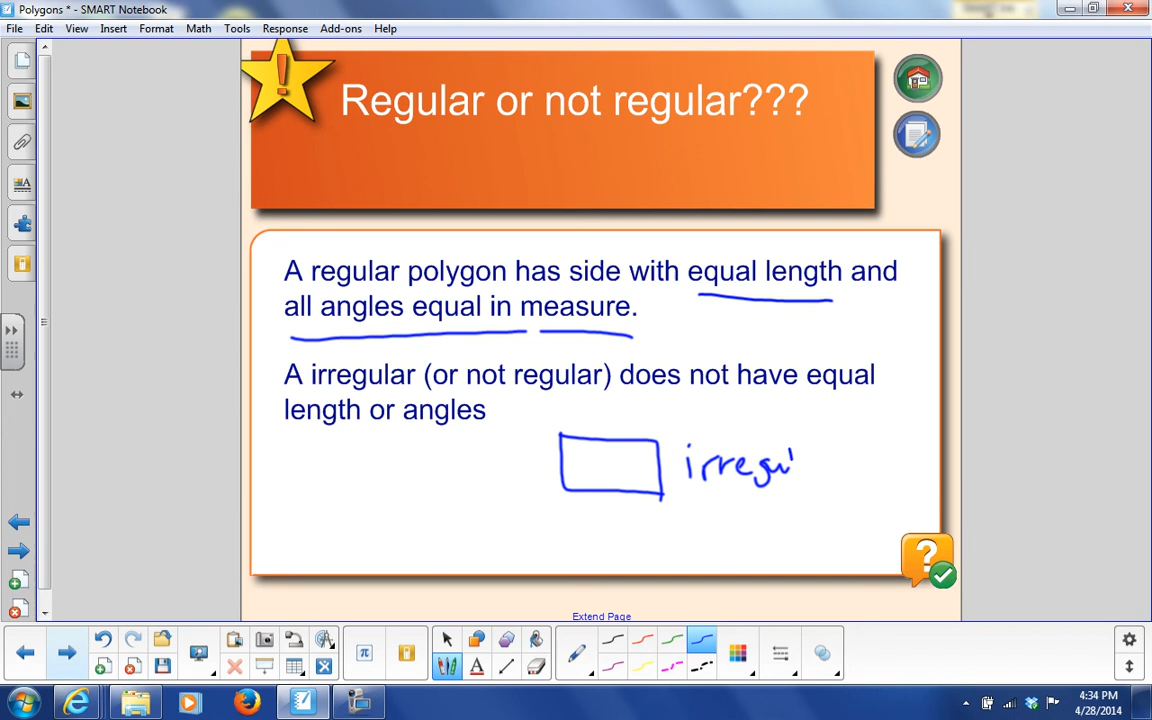 Polygons * - SMART Notebook
File Edit View Insert Format Math Tools Response Add-ons Help
Regular or not regular???
A regular polygon has side with equal length and
all angles equal in measure.
A irregular (or not regular) does not have equal
length or angles
irregu
Extend Page
4:34 PM
4/28/2014